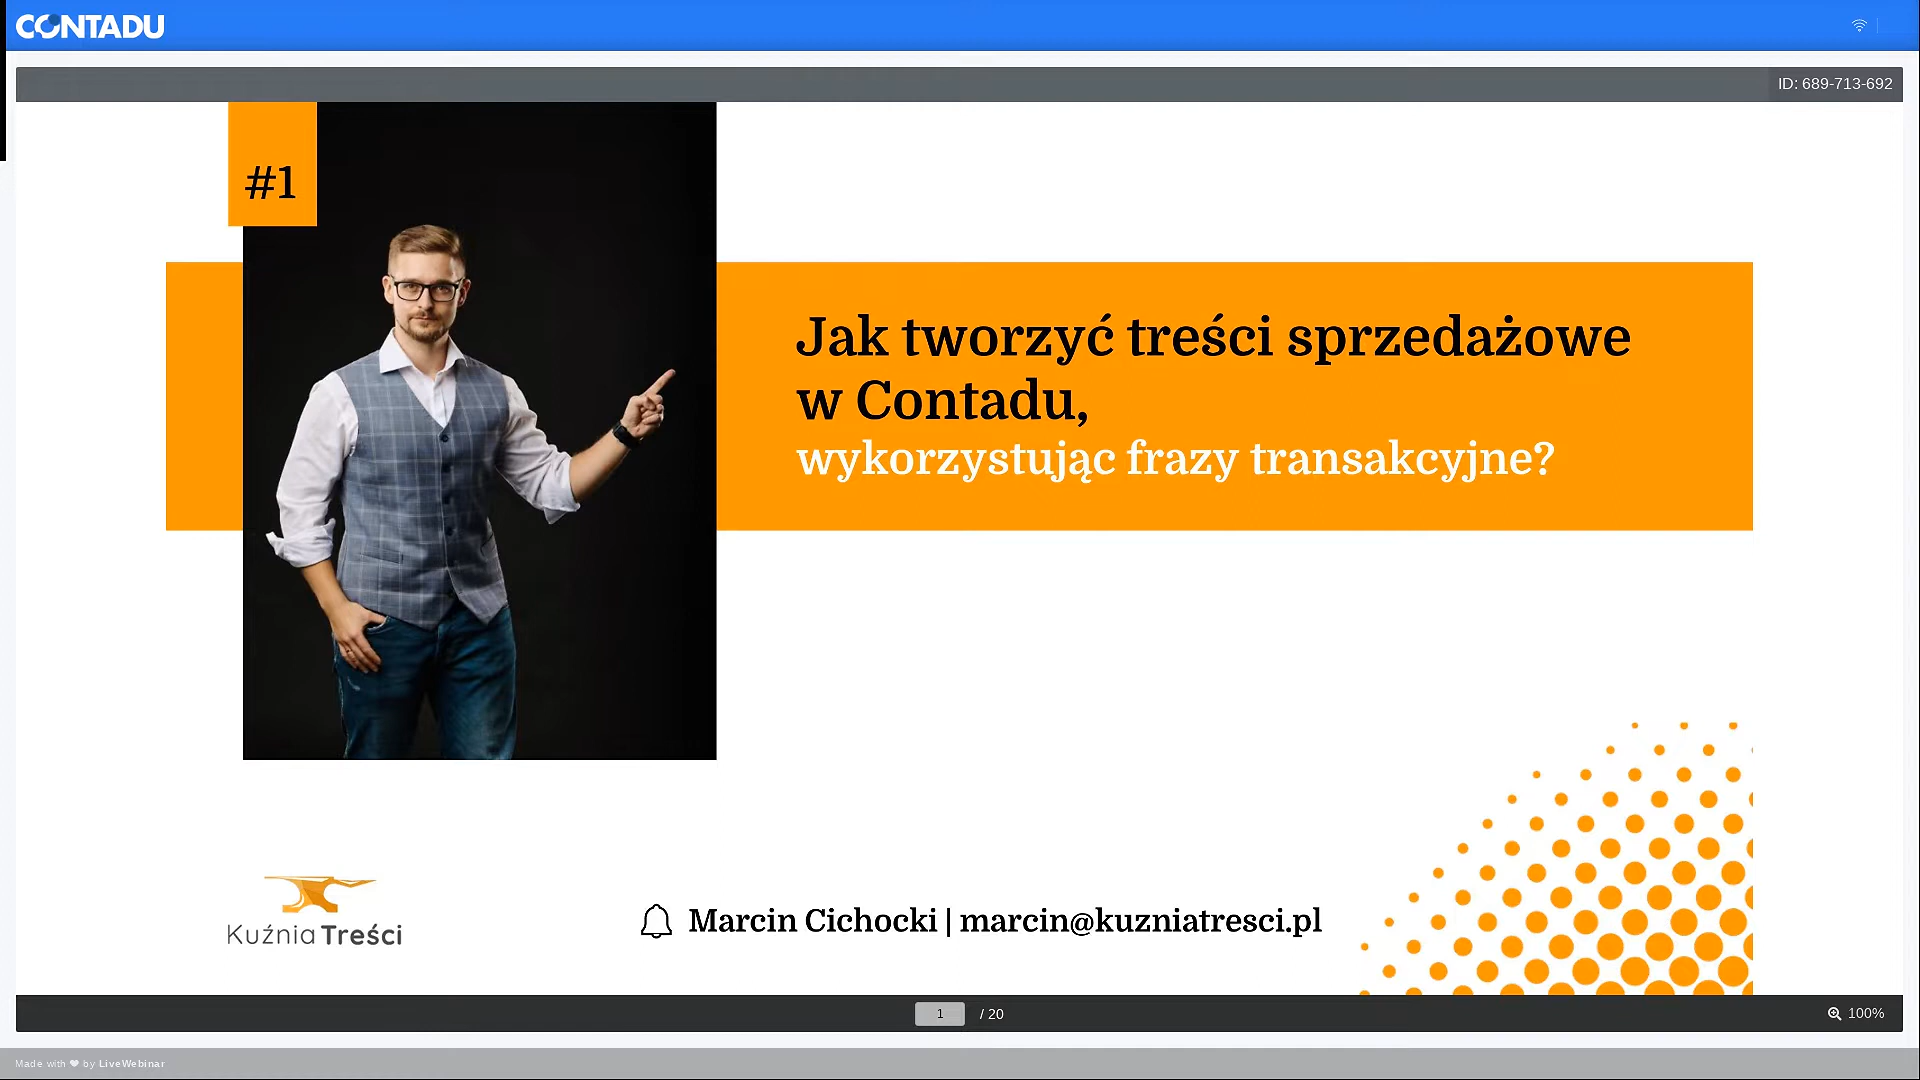 CONTADU
ID: 689-713-692
#1
Jak tworzyć treści sprzedażowe
w Contadu,
wykorzystując frazy transakcyjne?
Kuźnia Treści
Marcin Cichocki | marcin@kuzniatresci.pl
1 / 20
100%
Made with ❤ by LiveWebinar